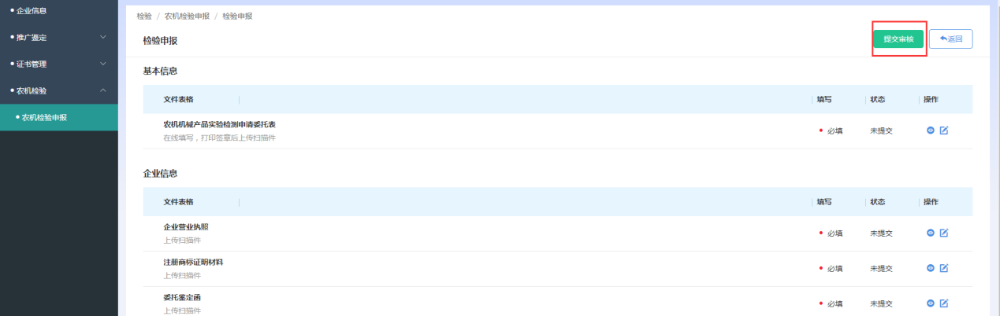 企业信息
推广鉴定
证书管理
农机检验
农机检验申报
检验 / 农机检验申报 / 检验申报
检验申报
提交审核
返回
基本信息
文件表格 填写 状态 操作
农机机械产品实验检测申请委托表
在线填写，打印签章后上传扫描件
必填 未提交
企业信息
文件表格 填写 状态 操作
企业营业执照
上传扫描件
必填 未提交
注册商标证明材料
上传扫描件
必填 未提交
委托鉴定函
上传扫描件
必填 未提交